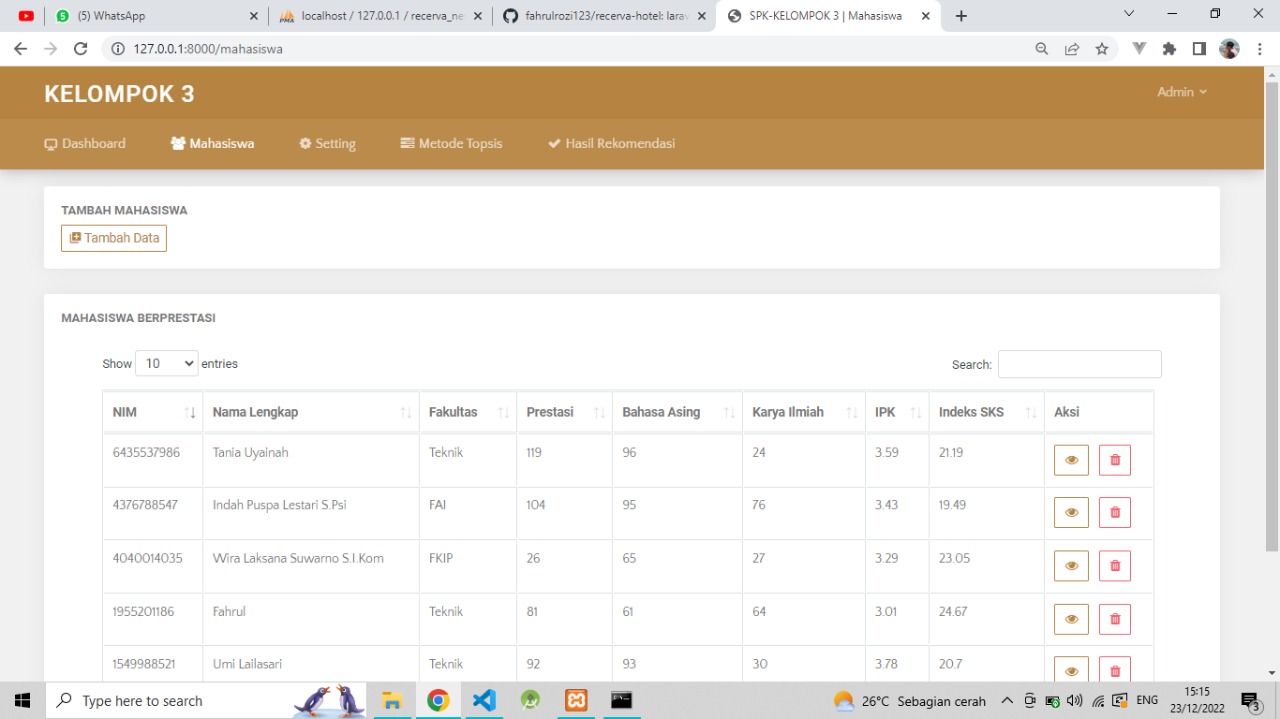 (5) WhatsApp
localhost / 127.0.0.1 / recerva_ne
fahrulrozi123/recerva-hotel: larav
SPK-KELOMPOK 3 | Mahasiswa
127.0.0.1:8000/mahasiswa
KELOMPOK 3
Admin
Dashboard Mahasiswa Setting Metode Topsis Hasil Rekomendasi
TAMBAH MAHASISWA
Tambah Data
MAHASISWA BERPRESTASI
Show 10 entries
Search:
NIM Nama Lengkap Fakultas Prestasi Bahasa Asing Karya Ilmiah IPK Indeks SKS Aksi
6435537986 Tania Uyainah Teknik 119 96 24 3.59 21.19
4376788547 Indah Puspa Lestari S.Psi FAI 104 95 76 3.43 19.49
4040014035 Wira Laksana Suwarno S.I.Kom FKIP 26 65 27 3.29 23.05
1955201186 Fahrul Teknik 81 61 64 3.01 24.67
1549988521 Umi Lailasari Teknik 92 93 30 3.78 20.7
Type here to search
26°C Sebagian cerah
ENG
15:15
23/12/2022
3